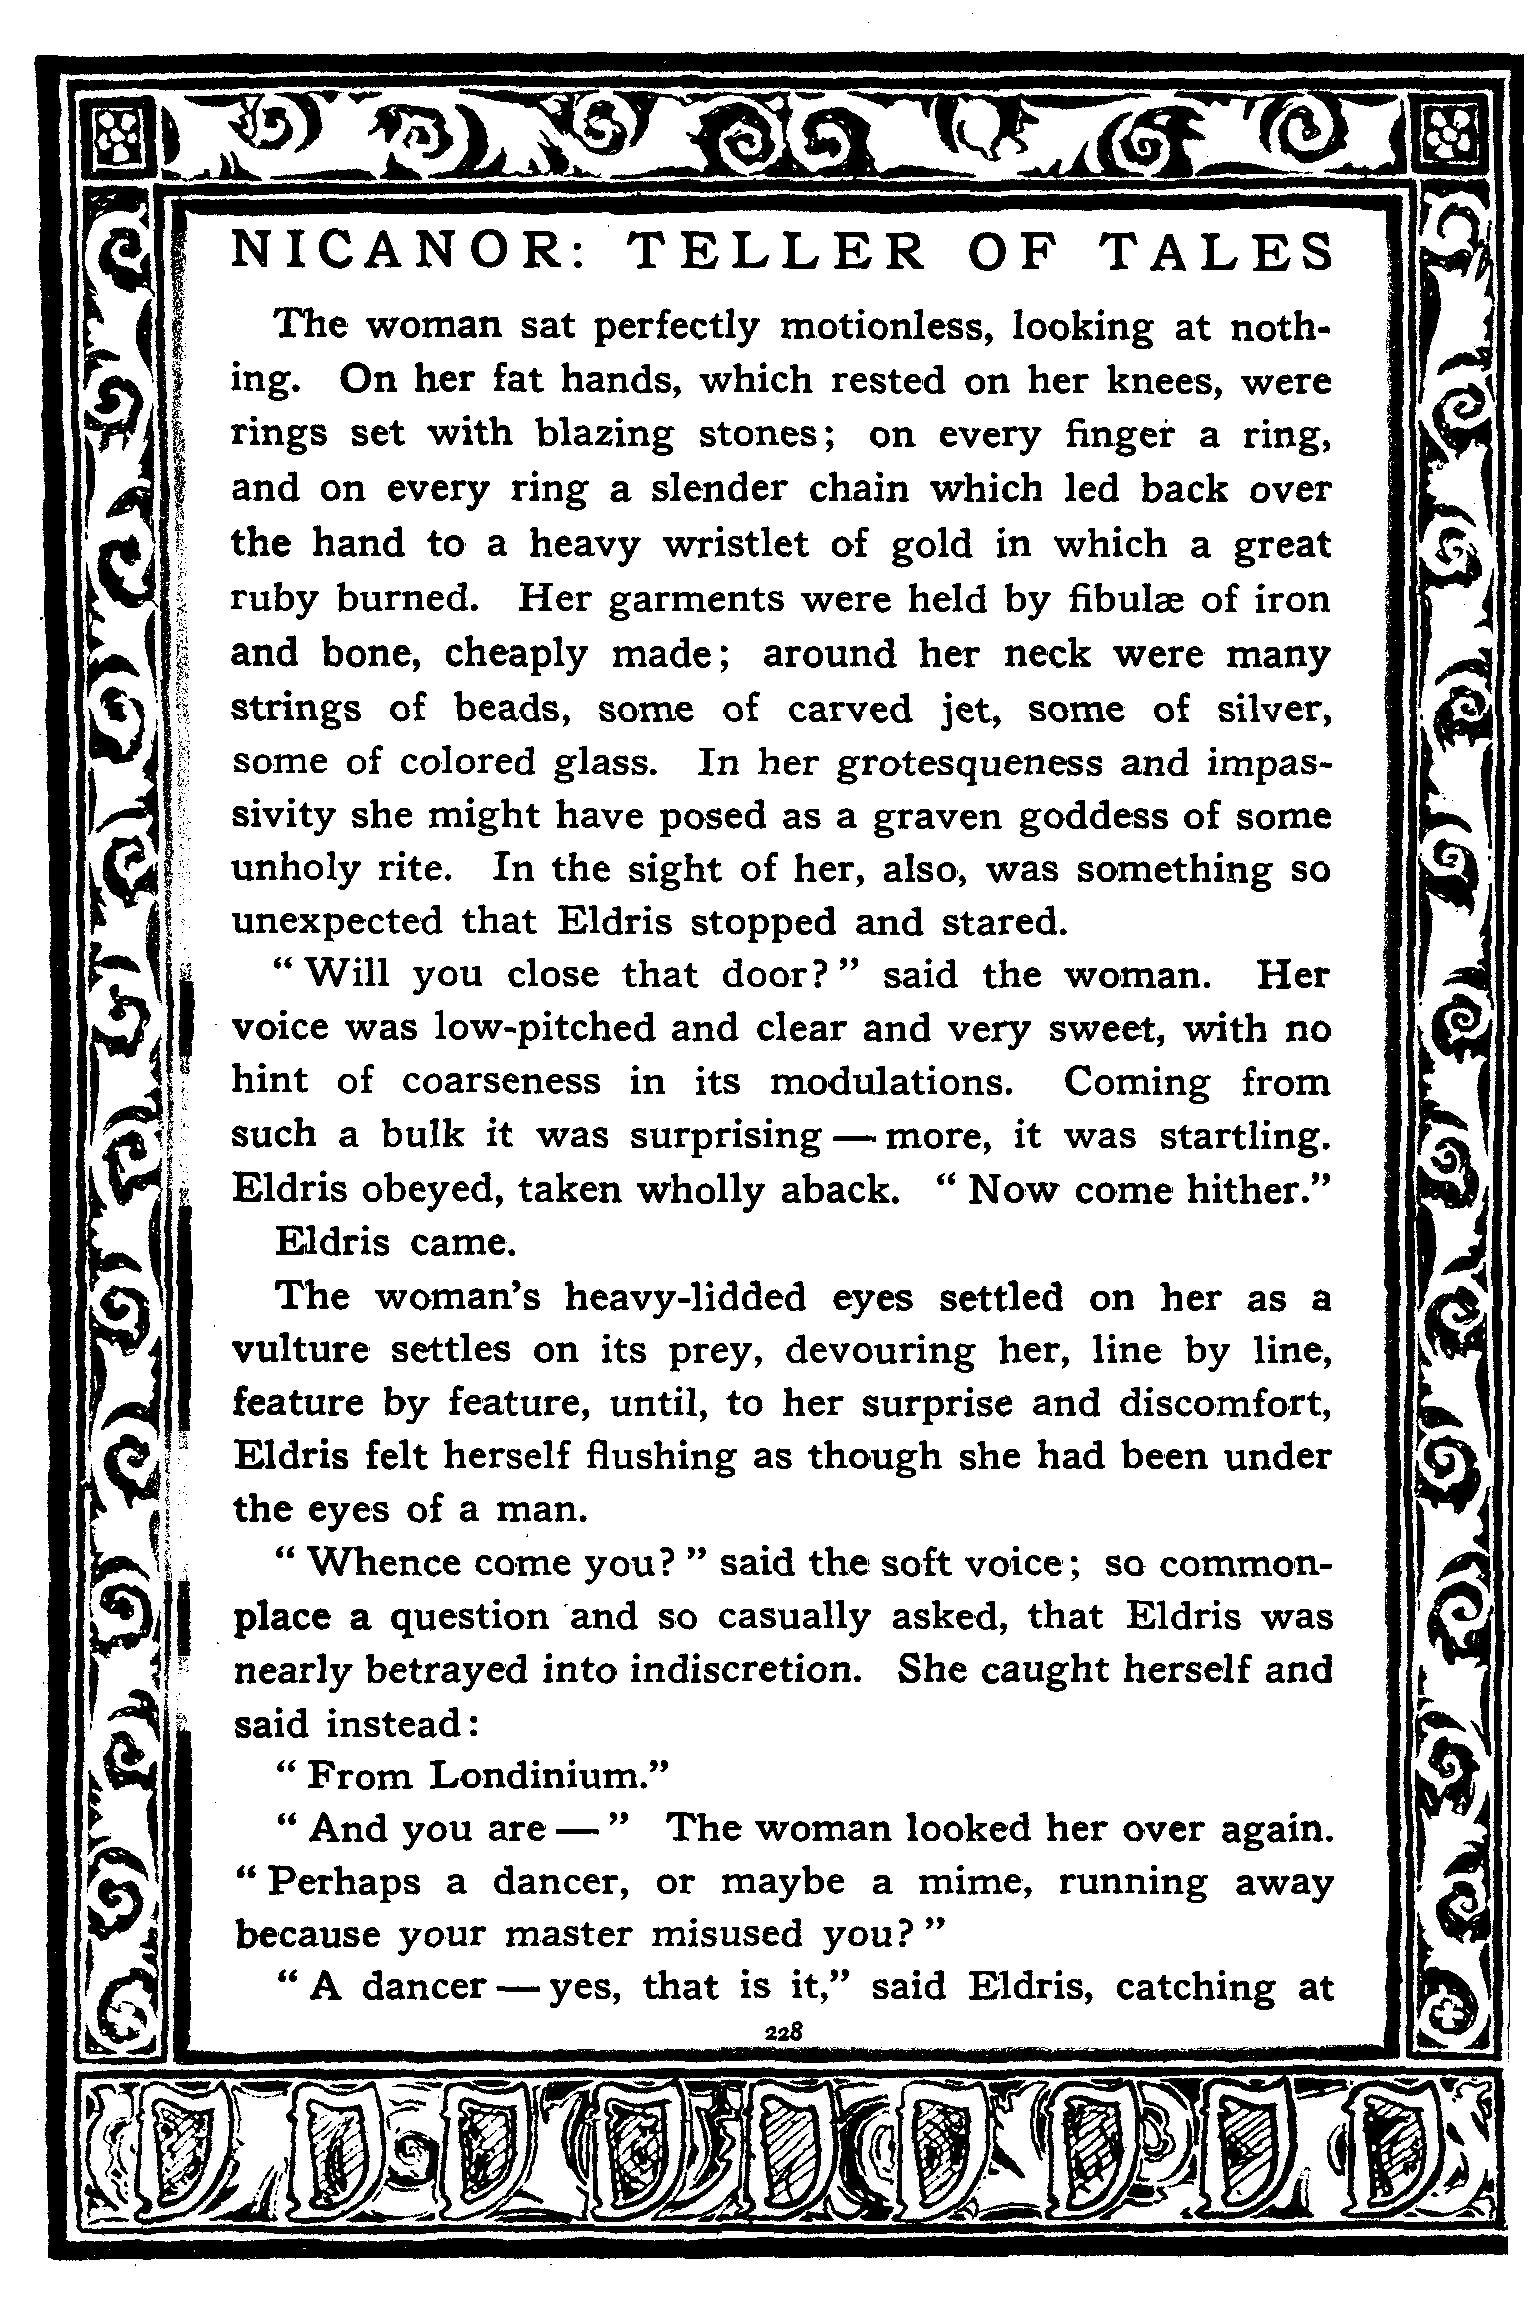 NICANOR: TELLER OF TALES
The woman sat perfectly motionless, looking at noth-
ing. On her fat hands, which rested on her knees, were
rings set with blazing stones; on every finger a ring,
and on every ring a slender chain which led back over
the hand to a heavy wristlet of gold in which a great
ruby burned. Her garments were held by fibulæ of iron
and bone, cheaply made; around her neck were many
strings of beads, some of carved jet, some of silver,
some of colored glass. In her grotesqueness and impas-
sivity she might have posed as a graven goddess of some
unholy rite. In the sight of her, also, was something so
unexpected that Eldris stopped and stared.
“Will you close that door?” said the woman. Her
voice was low-pitched and clear and very sweet, with no
hint of coarseness in its modulations. Coming from
such a bulk it was surprising — more, it was startling.
Eldris obeyed, taken wholly aback. “Now come hither.”
Eldris came.
The woman’s heavy-lidded eyes settled on her as a
vulture settles on its prey, devouring her, line by line,
feature by feature, until, to her surprise and discomfort,
Eldris felt herself flushing as though she had been under
the eyes of a man.
“Whence come you?” said the soft voice; so common-
place a question and so casually asked, that Eldris was
nearly betrayed into indiscretion. She caught herself and
said instead:
“From Londinium.”
“And you are — ” The woman looked her over again.
“Perhaps a dancer, or maybe a mime, running away
because your master misused you?”
“A dancer — yes, that is it,” said Eldris, catching at
228